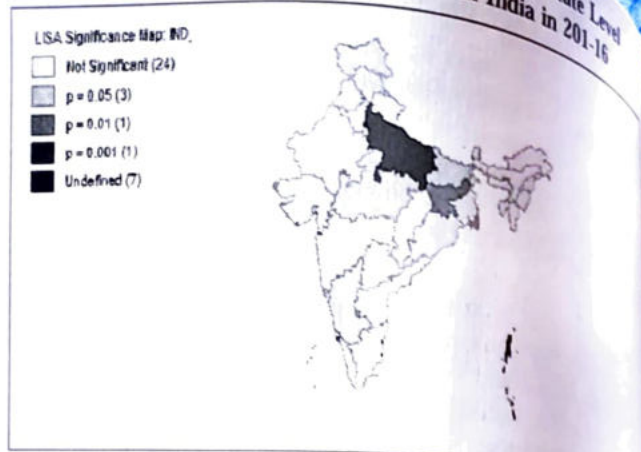 Level
India in 201-16
LISA Significance Map: IND_
Not Significant (24)
p = 0.05 (3)
p = 0.01 (1)
p = 0.001 (1)
Undefined (7)